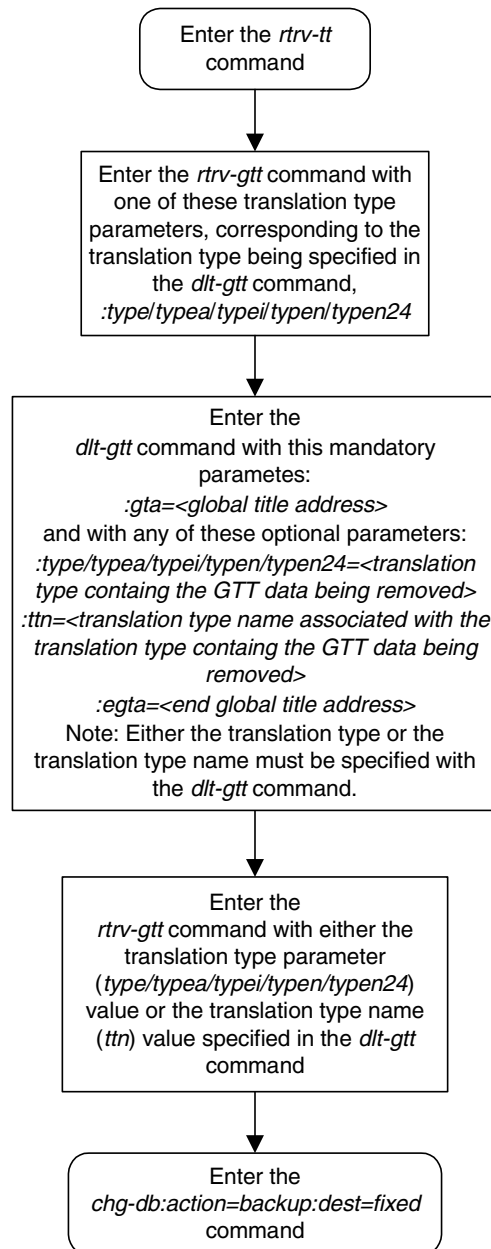 Enter the rtrv-tt
command
Enter the rtrv-gtt command with
one of these translation type
parameters, corresponding to the
translation type being specified in
the dlt-gtt command,
:type/typea/typei/typen/typen24
Enter the
dlt-gtt command with this mandatory
parametes:
:gta=<global title address>
and with any of these optional parameters:
:type/typea/typei/typen/typen24=<translation
type containg the GTT data being removed>
:ttn=<translation type name associated with the
translation type containg the GTT data being
removed>
:egta=<end global title address>
Note: Either the translation type or the
translation type name must be specified with
the dlt-gtt command.
Enter the
rtrv-gtt command with either the
translation type parameter
(type/typea/typei/typen/typen24)
value or the translation type name
(ttn) value specified in the dlt-gtt
command
Enter the
chg-db:action=backup:dest=fixed
command